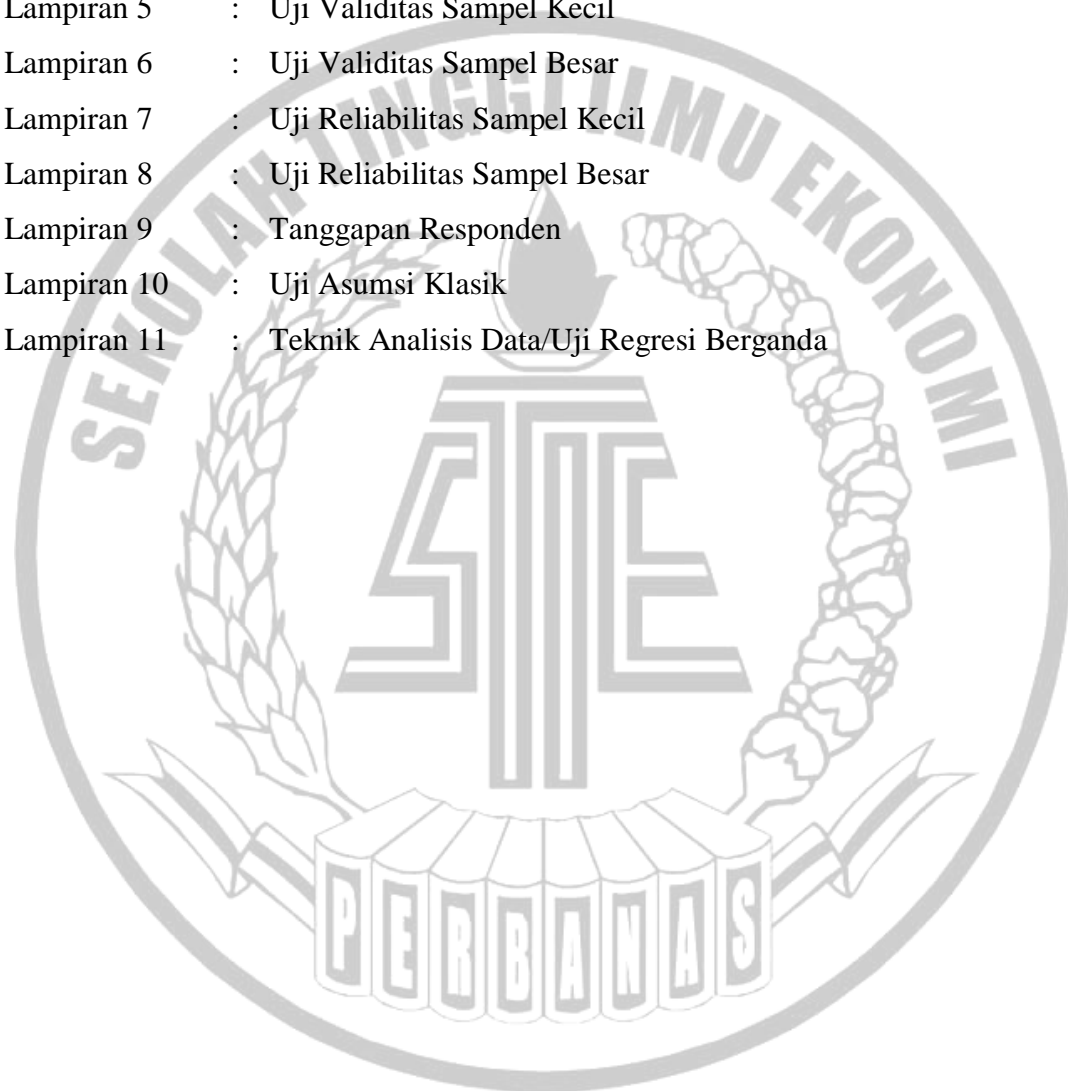 Lampiran 5 : Uji Validitas Sampel Kecil
Lampiran 6 : Uji Validitas Sampel Besar
Lampiran 7 : Uji Reliabilitas Sampel Kecil
Lampiran 8 : Uji Reliabilitas Sampel Besar
Lampiran 9 : Tanggapan Responden
Lampiran 10 : Uji Asumsi Klasik
Lampiran 11 : Teknik Analisis Data/Uji Regresi Berganda
SEKOLAH TINGGI ILMU EKONOMI
STIE
PERBANAS